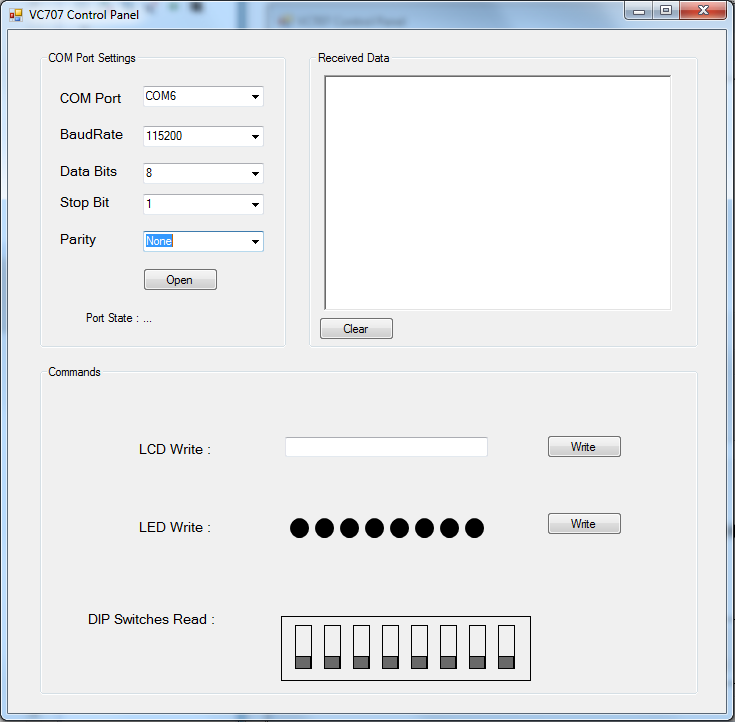 VC707 Control Panel
COM Port Settings
COM Port
COM6
BaudRate
115200
Data Bits
8
Stop Bit
1
Parity
None
Open
Port State : ...
Received Data
Clear
Commands
LCD Write :
Write
LED Write :
Write
DIP Switches Read :